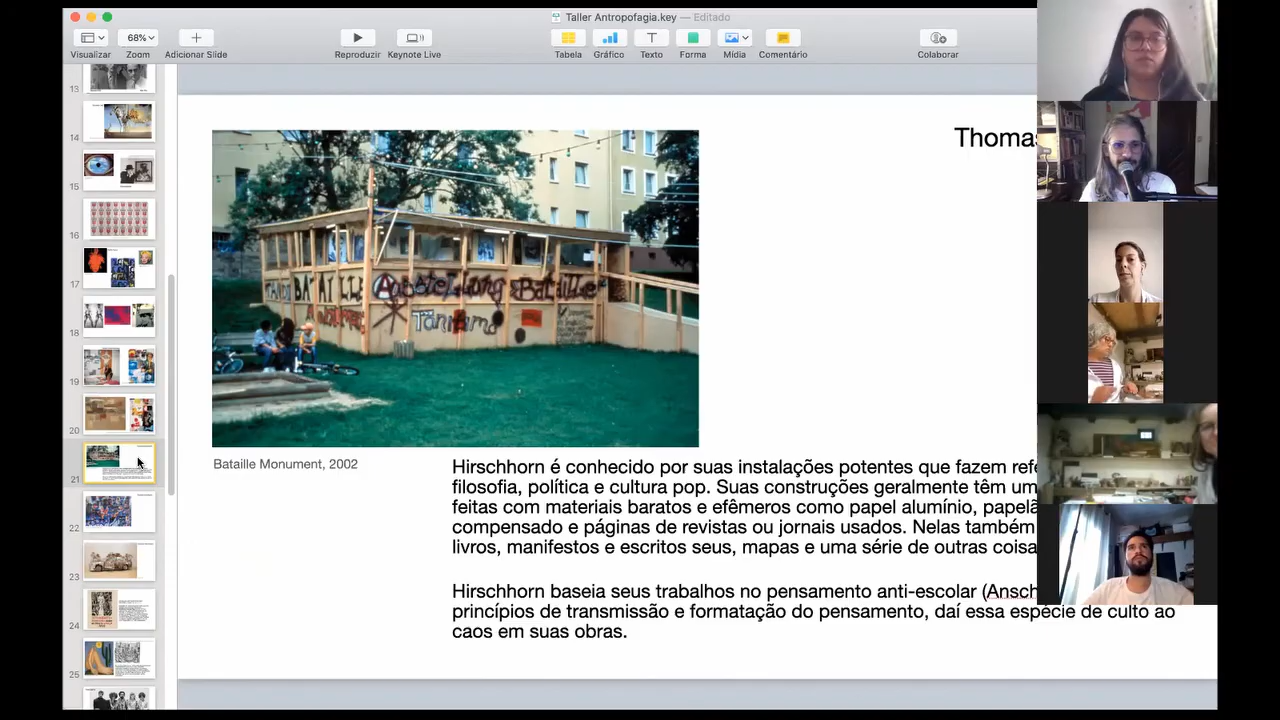 Taller Antropofagia.key — Editado
68%
Visualizar
Zoom
Adicionar Slide
Reproduzir
Keynote Live
Tabela
Gráfico
Texto
Forma
Mídia
Comentário
Colaborar
13
14
15
16
17
18
19
20
21
22
23
24
25
Thomas
BATAILLE
Ausstellung Bataille
Bataille Monument, 2002
Hirschhorn é conhecido por suas instalações potentes que fazem refe
filosofia, política e cultura pop. Suas construções geralmente têm um
feitas com materiais baratos e efêmeros como papel alumínio, papelã
compensado e páginas de revistas ou jornais usados. Nelas também
livros, manifestos e escritos seus, mapas e uma série de outras coisa
Hirschhorn baseia seus trabalhos no pensamento anti-escolar (Ansch
princípios de transmissão e formatação do pensamento, daí essa espécie de culto ao
caos em suas obras.